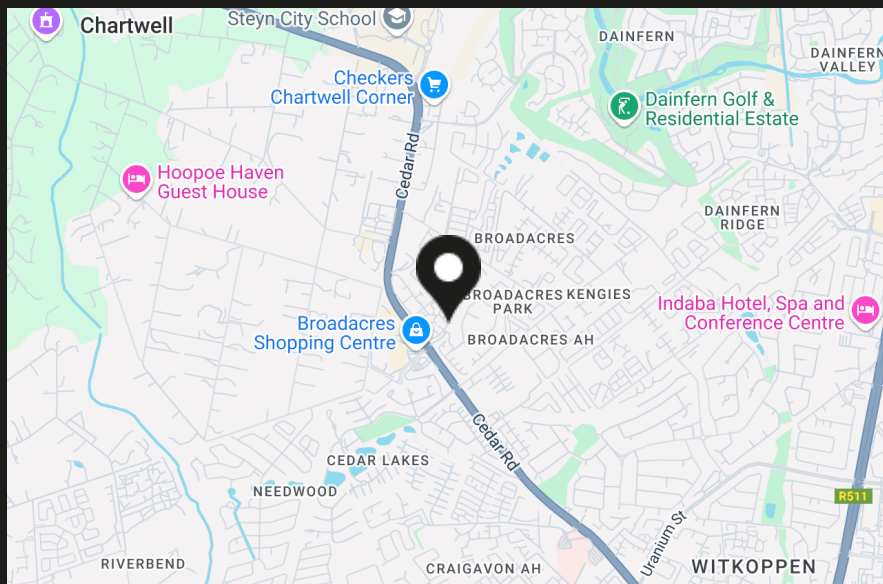 Chartwell
Steyn City School
DAINFERN
DAINFERN
VALLEY
Checkers
Chartwell Corner
Dainfern Golf &
Residential Estate
Cedar Rd
Hoopoe Haven
Guest House
DAINFERN
RIDGE
BROADACRES
BROADACRES
PARK
KENGIES
Indaba Hotel, Spa and
Conference Centre
Broadacres
Shopping Centre
BROADACRES AH
Cedar Rd
CEDAR LAKES
NEEDWOOD
R511
Uranium St
RIVERBEND
CRAIGAVON AH
WITKOPPEN